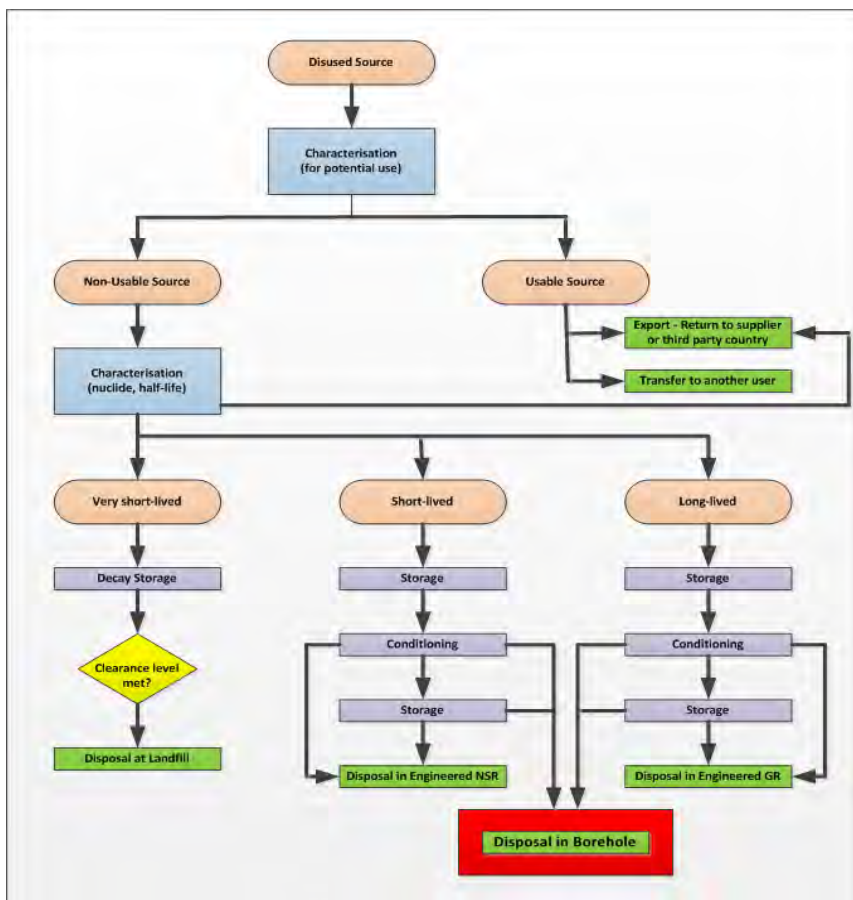 Disused Source
Characterisation
(for potential use)
Non-Usable Source
Usable Source
Export - Return to supplier
or third party country
Characterisation
(nuclide, half-life)
Transfer to another user
Very short-lived
Short-lived
Long-lived
Decay Storage
Storage
Storage
Clearance level
met?
Conditioning
Conditioning
Storage
Storage
Disposal at Landfill
Disposal in Engineered NSR
Disposal in Engineered GR
Disposal in Borehole